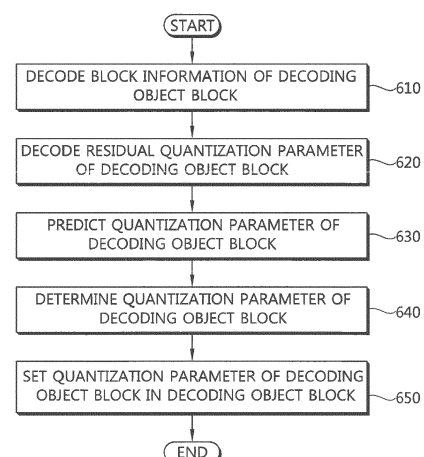 START
DECODE BLOCK INFORMATION OF DECODING
OBJECT BLOCK
610
DECODE RESIDUAL QUANTIZATION PARAMETER
OF DECODING OBJECT BLOCK
620
PREDICT QUANTIZATION PARAMETER OF
DECODING OBJECT BLOCK
630
DETERMINE QUANTIZATION PARAMETER OF
DECODING OBJECT BLOCK
640
SET QUANTIZATION PARAMETER OF DECODING
OBJECT BLOCK IN DECODING OBJECT BLOCK
650
END